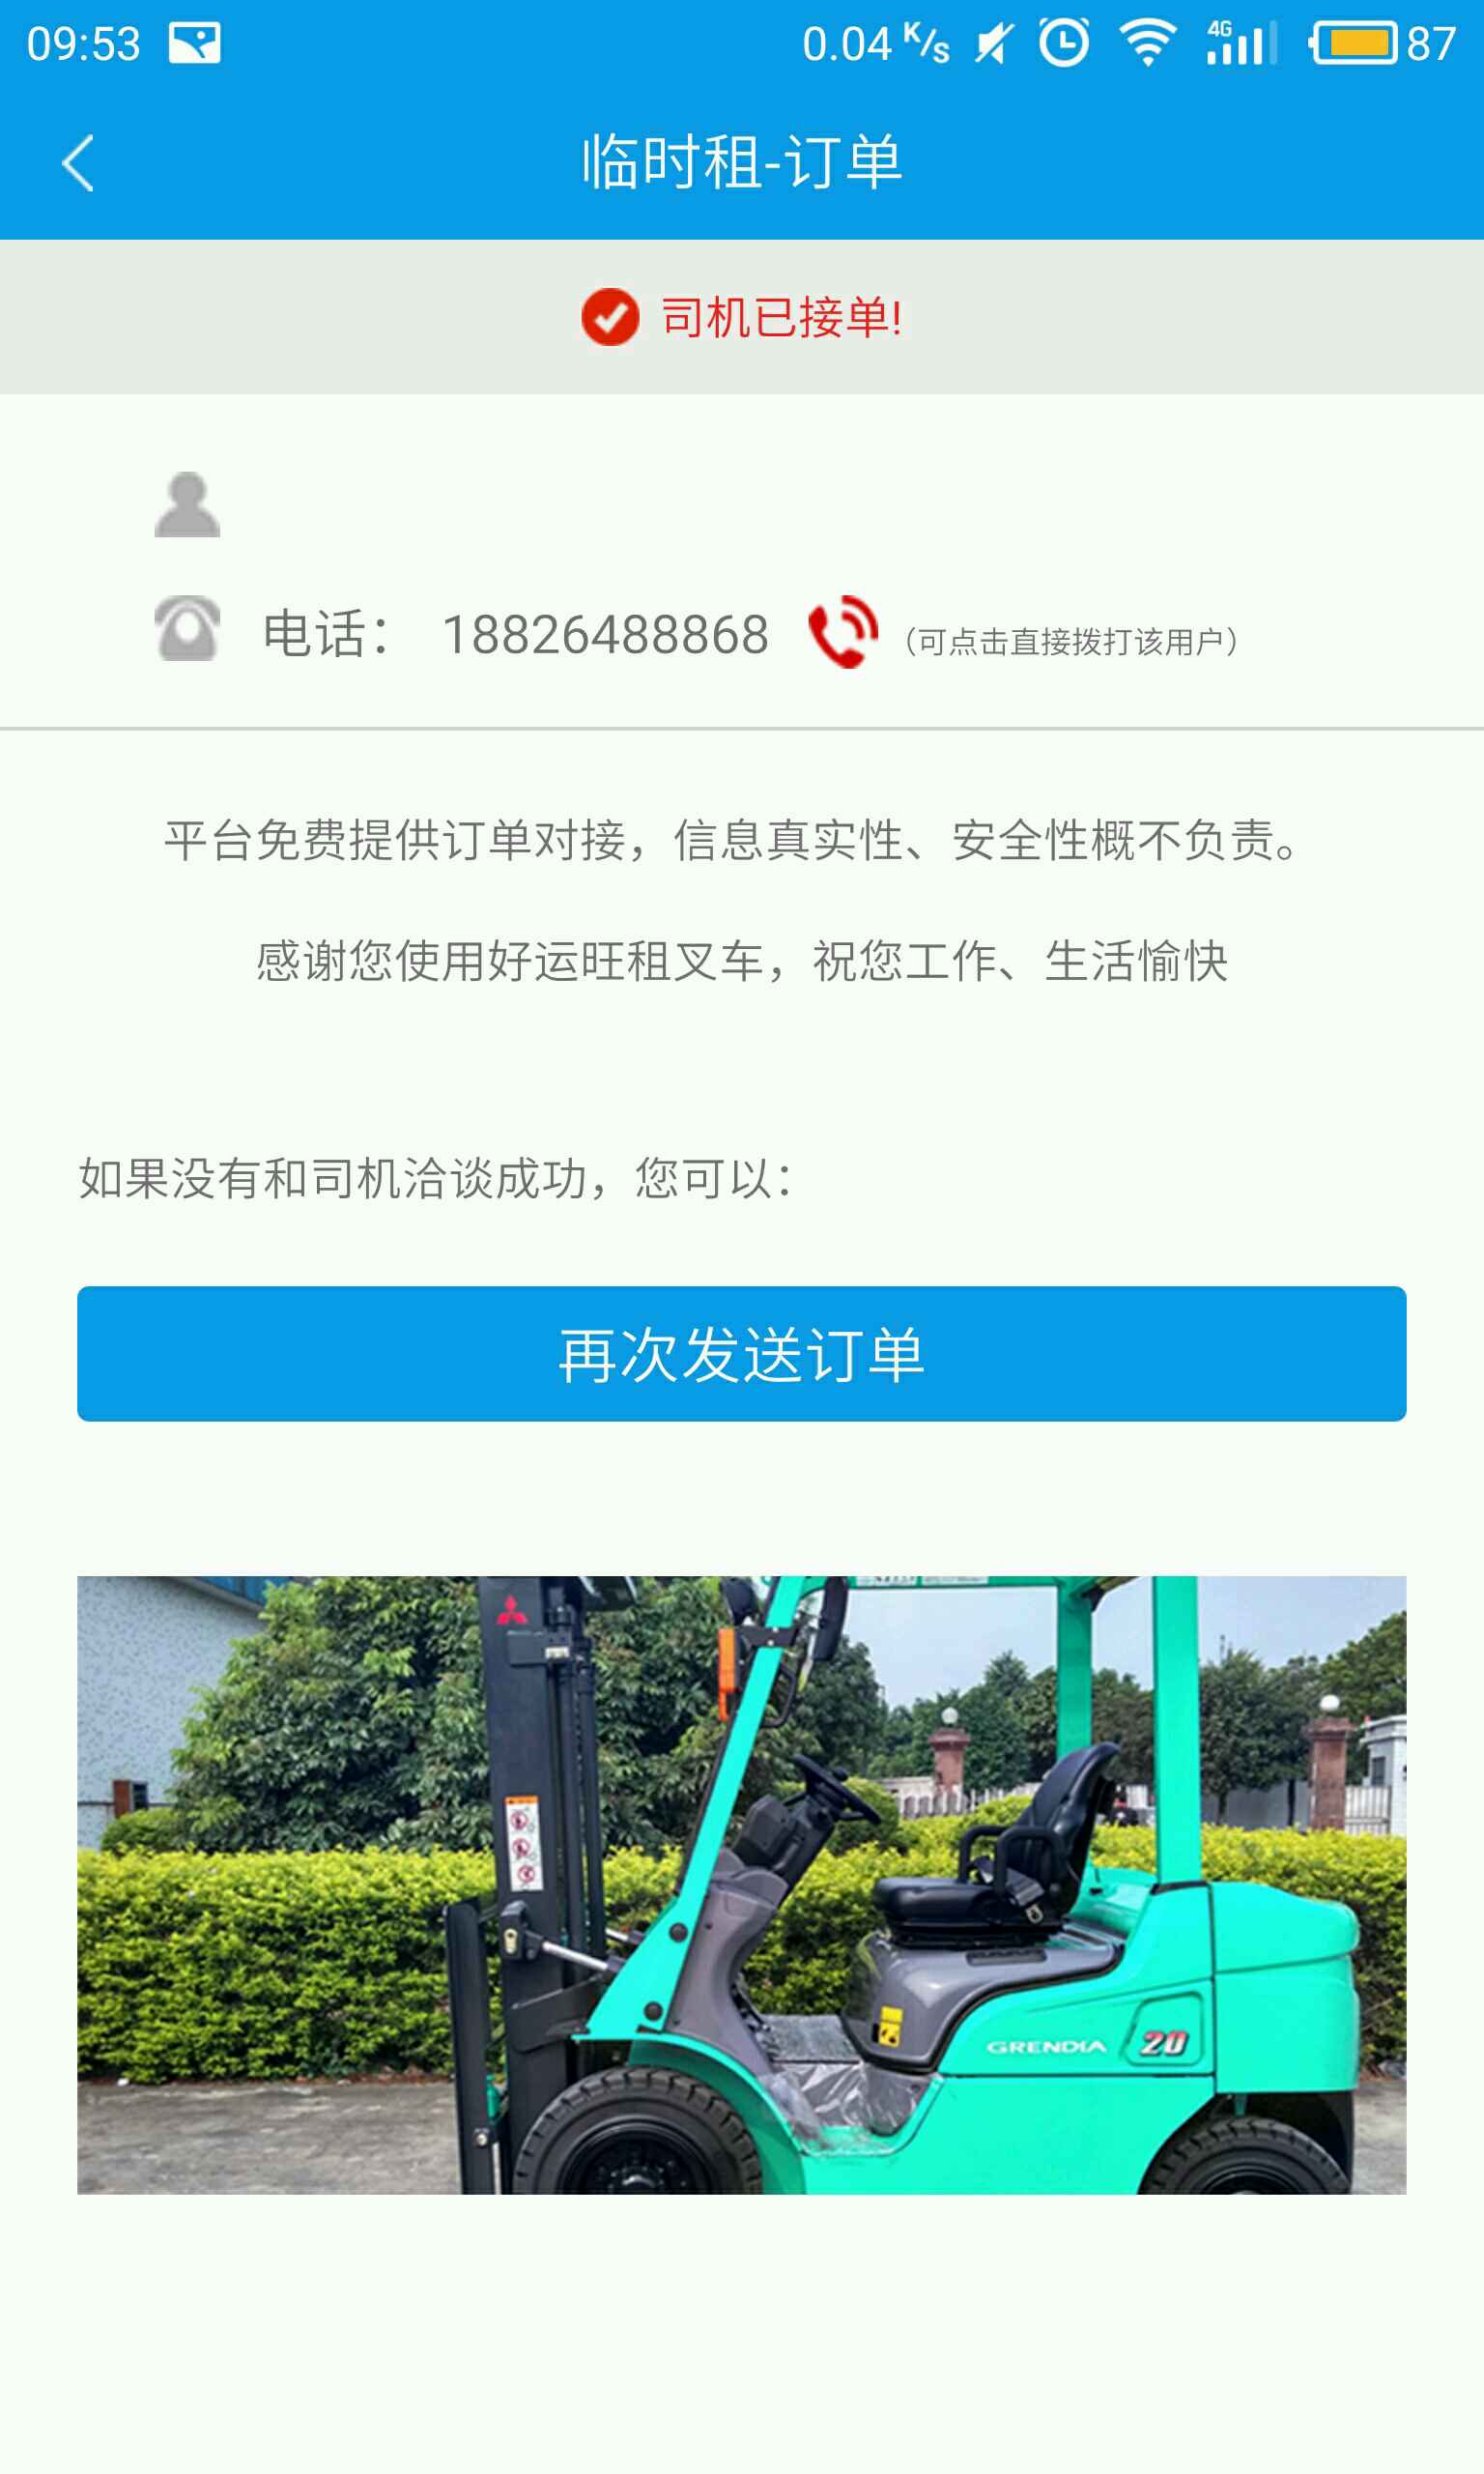 09:53 0.04 K/s 4G 87
临时租-订单
司机已接单!
电话： 18826488868 （可点击直接拨打该用户）
平台免费提供订单对接，信息真实性、安全性概不负责。
感谢您使用好运旺租叉车，祝您工作、生活愉快
如果没有和司机洽谈成功，您可以：
再次发送订单
GRENDIA 20